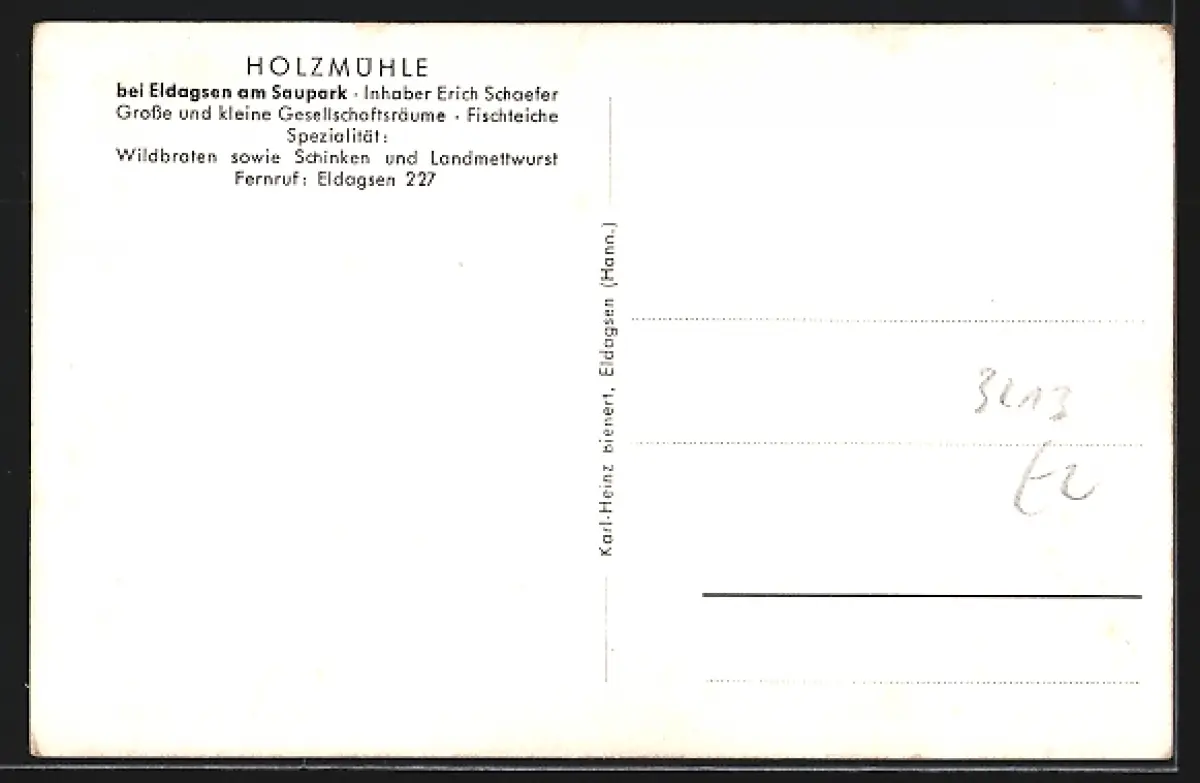 HOLZMÜHLE
bei Eldagsen am Saupark · Inhaber Erich Schaefer
Große und kleine Gesellschaftsräume · Fischteiche
Spezialität:
Wildbraten sowie Schinken und Landmettwurst
Fernruf: Eldagsen 227
Karl-Heinz bienert, Eldagsen (Hann.)
3213